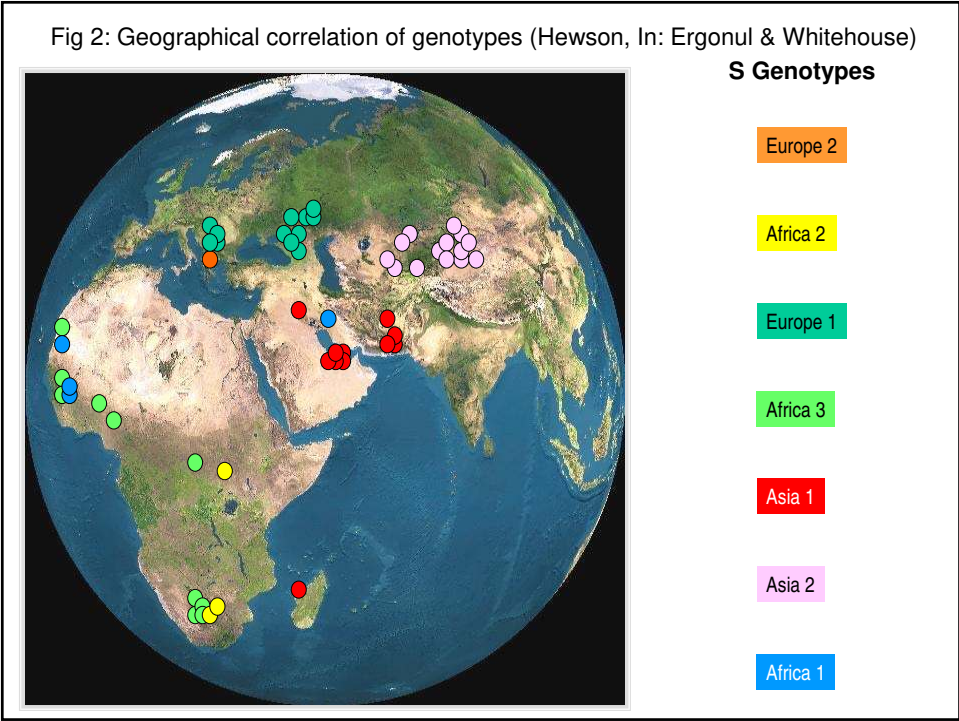 Fig 2: Geographical correlation of genotypes (Hewson, In: Ergonul & Whitehouse)
S Genotypes
Europe 2
Africa 2
Europe 1
Africa 3
Asia 1
Asia 2
Africa 1